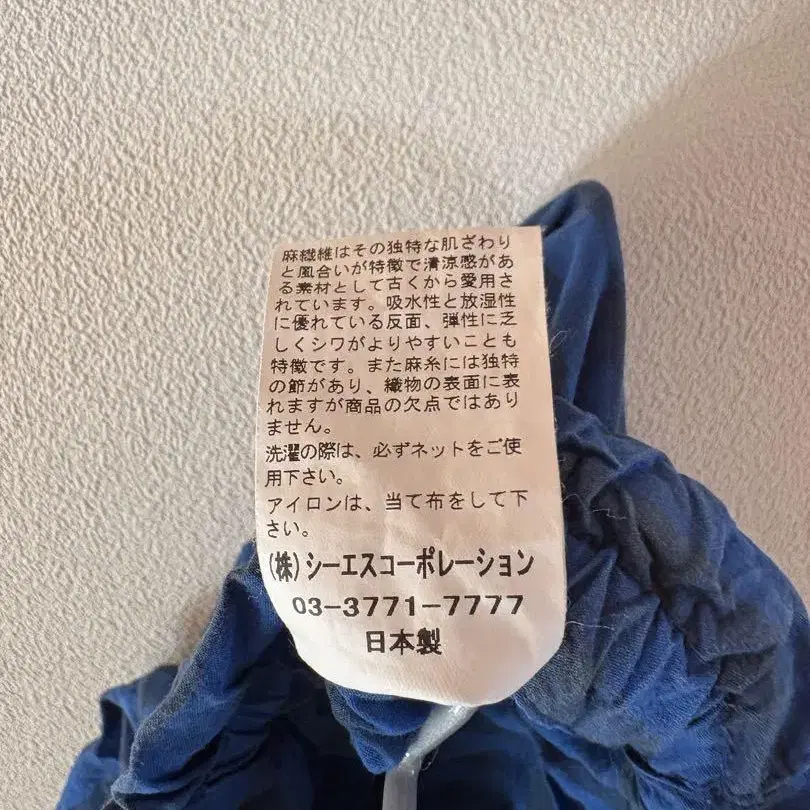 麻繊維はその独特な肌ざわり
と風合いが特徴で清涼感があ
る素材として古くから愛用さ
れています。吸水性と放湿性
に優れている反面、弾性に乏
しくシワがよりやすいことも
特徴です。また麻糸には独特
の節があり、織物の表面に表
れますが商品の欠点ではあり
ません。
洗濯の際は、必ずネットをご使
用下さい。
アイロンは、当て布をして下
さい。
(株)シーエスコーポレーション
03-3771-7777
日本製